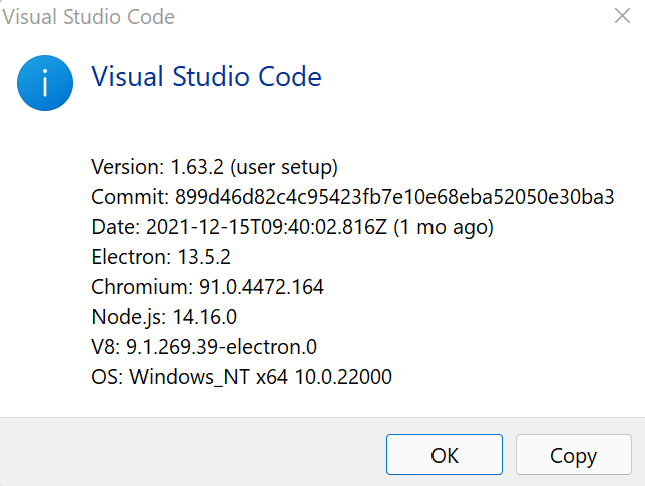 Visual Studio Code
Visual Studio Code
Version: 1.63.2 (user setup)
Commit: 899d46d82c4c95423fb7e10e68eba52050e30ba3
Date: 2021-12-15T09:40:02.816Z (1 mo ago)
Electron: 13.5.2
Chromium: 91.0.4472.164
Node.js: 14.16.0
V8: 9.1.269.39-electron.0
OS: Windows_NT x64 10.0.22000
OK
Copy